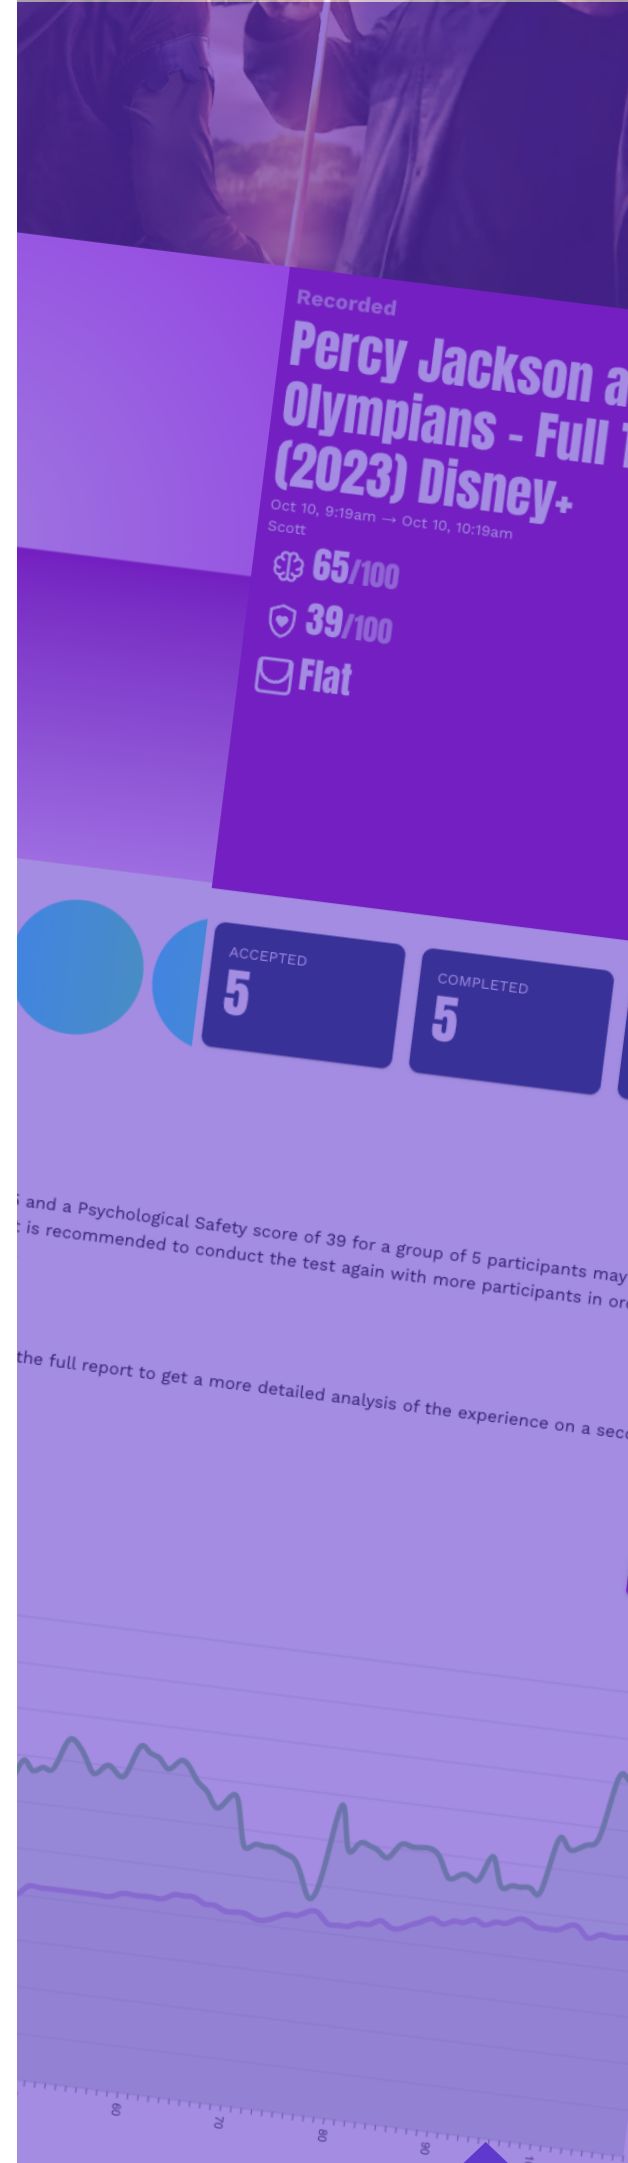 Recorded
Percy Jackson a
Olympians - Full
(2023) Disney+
Oct 10, 9:19am → Oct 10, 10:19am
Scott
65/100
39/100
Flat
ACCEPTED
5
COMPLETED
5
and a Psychological Safety score of 39 for a group of 5 participants may
is recommended to conduct the test again with more participants in
the full report to get a more detailed analysis of the experience on a
60
70
80
90